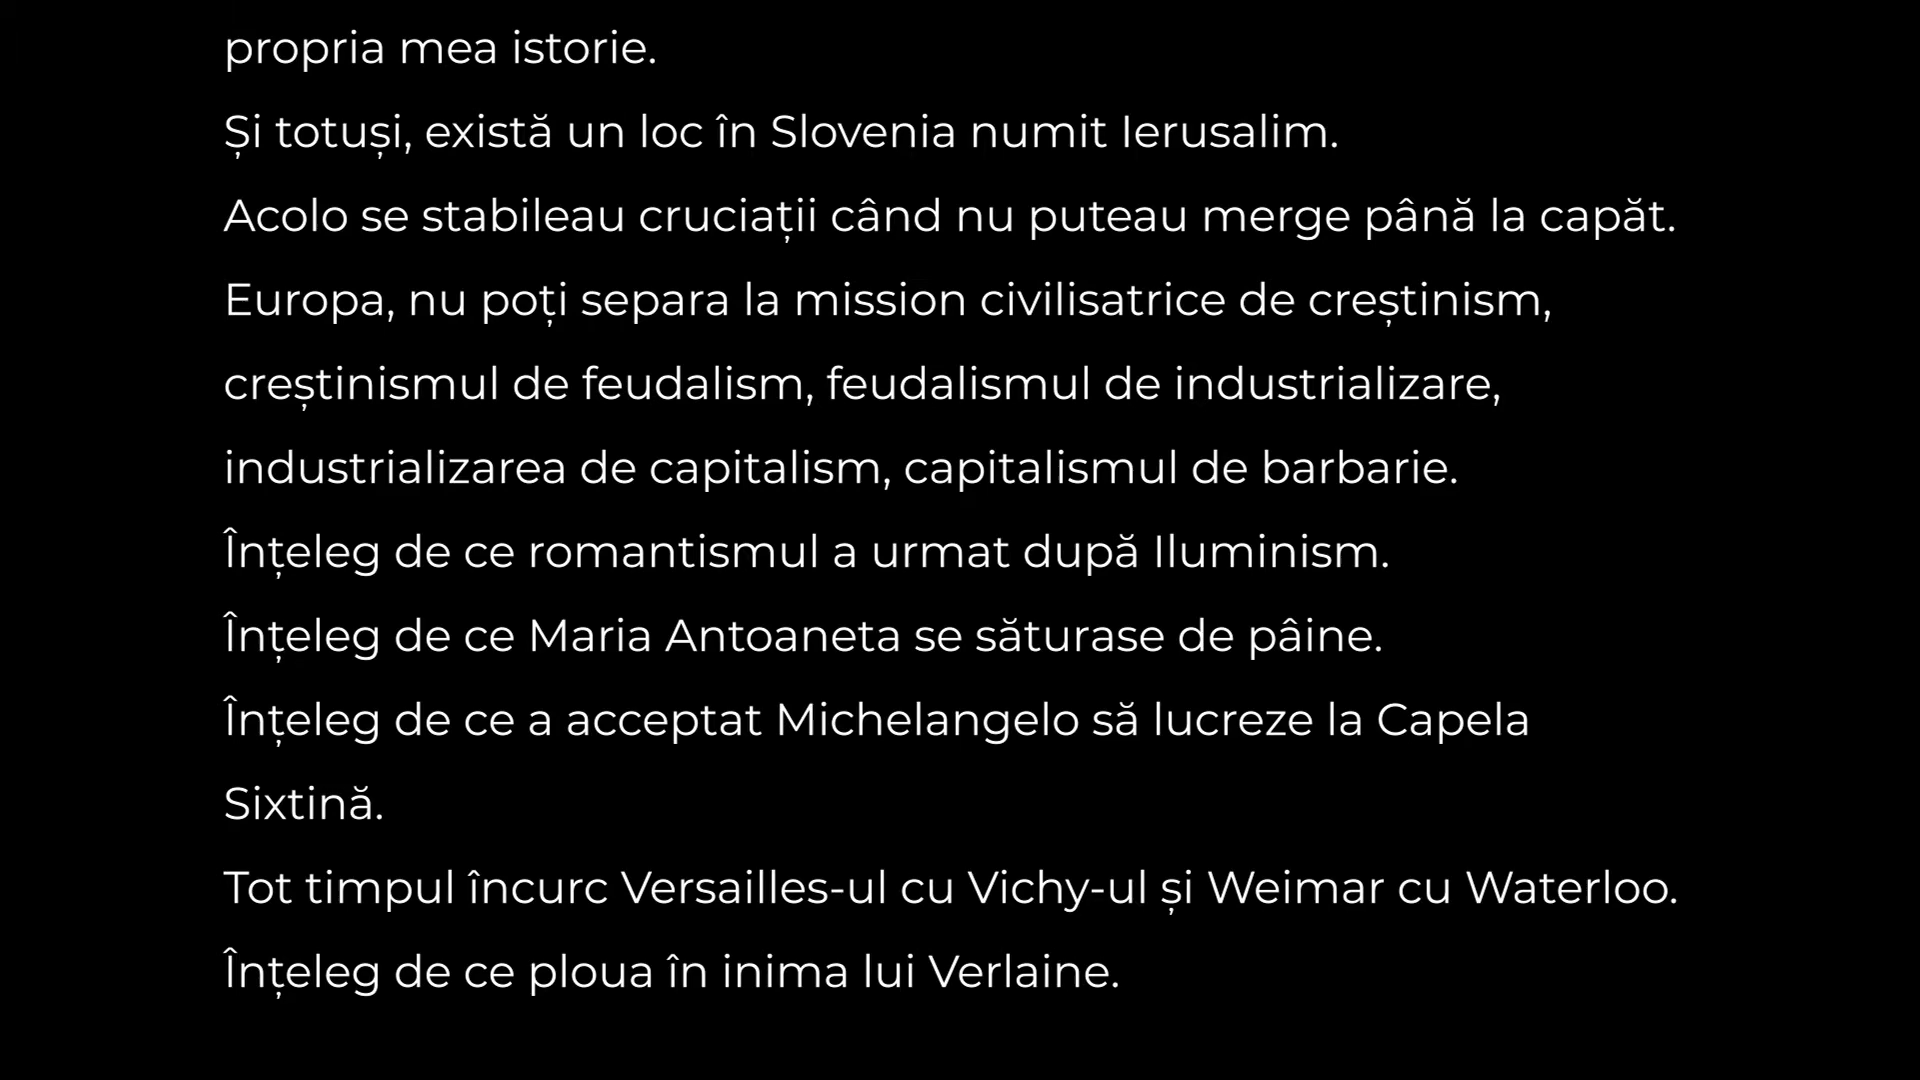 propria mea istorie.
Și totuși, există un loc în Slovenia numit Ierusalim.
Acolo se stabileau cruciații când nu puteau merge până la capăt.
Europa, nu poți separa la mission civilisatrice de creștinism,
creștinismul de feudalism, feudalismul de industrializare,
industrializarea de capitalism, capitalismul de barbarie.
Înțeleg de ce romantismul a urmat după Iluminism.
Înțeleg de ce Maria Antoaneta se săturase de pâine.
Înțeleg de ce a acceptat Michelangelo să lucreze la Capela
Sixtină.
Tot timpul încurc Versailles-ul cu Vichy-ul și Weimar cu Waterloo.
Înțeleg de ce ploua în inima lui Verlaine.